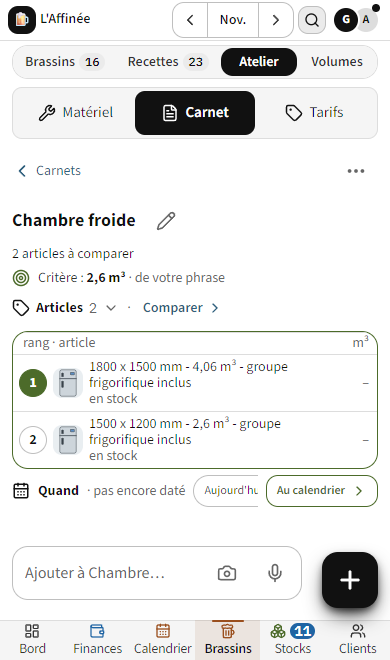 L'Affinée
Nov.
G A
Brassins 16 Recettes 23 Atelier Volumes
Matériel Carnet Tarifs
Carnets
Chambre froide
2 articles à comparer
Critère : 2,6 m³ · de votre phrase
Articles 2 · Comparer
rang · article m³
1 1800 x 1500 mm - 4,06 m³ - groupe
frigorifique inclus –
en stock
2 1500 x 1200 mm - 2,6 m³ - groupe
frigorifique inclus –
en stock
Quand · pas encore daté Aujourd'hu Au calendrier
Ajouter à Chambre…
Bord Finances Calendrier Brassins Stocks 11 Clients